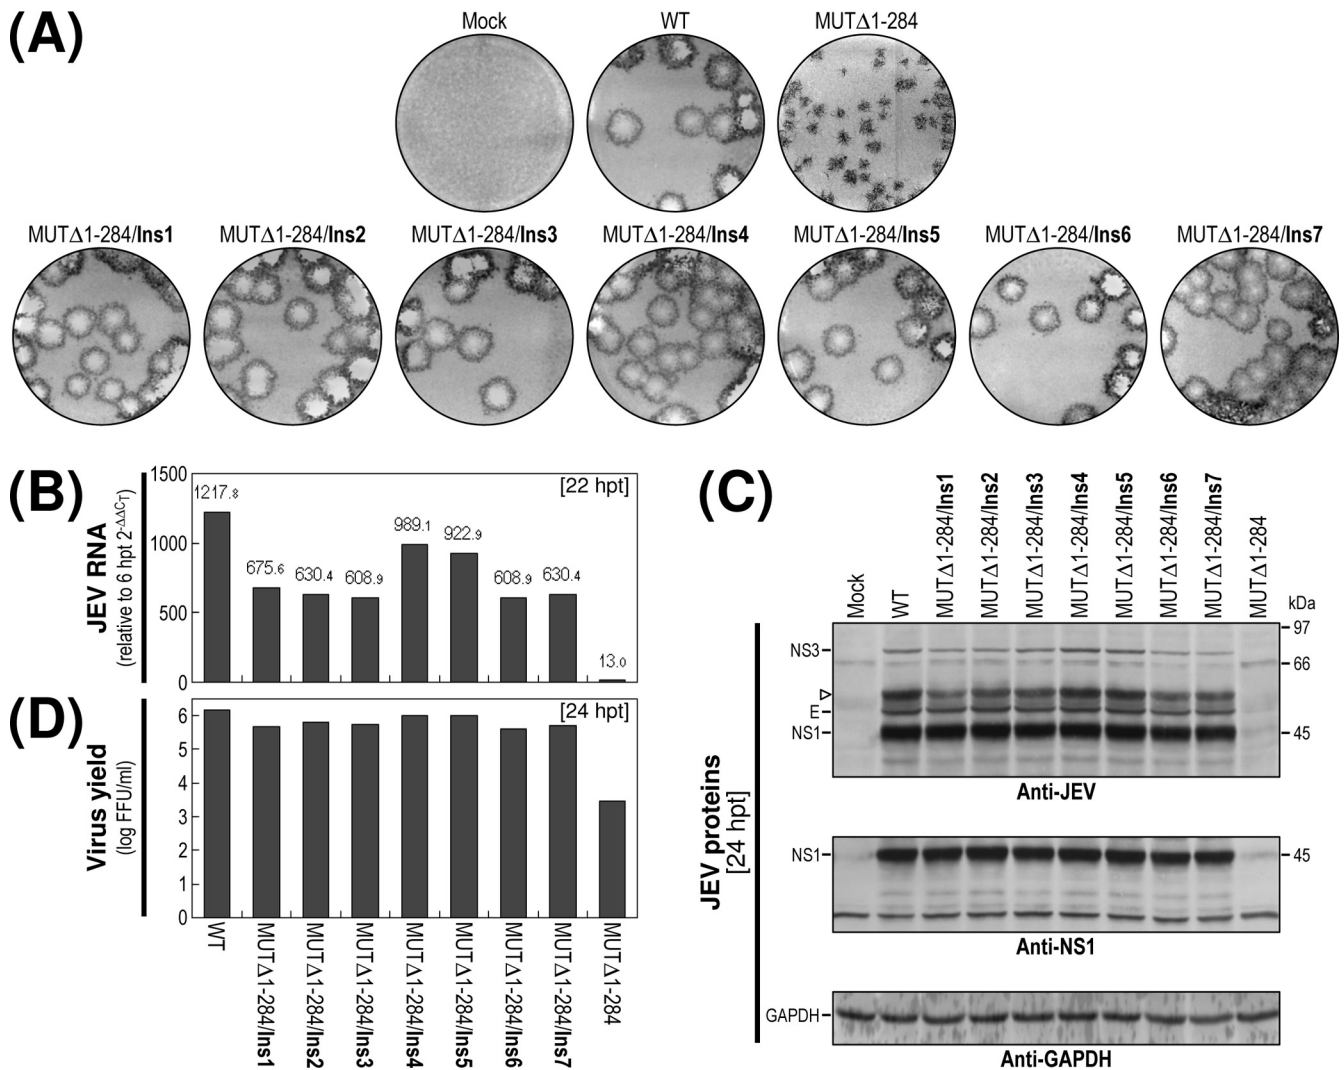 (A)
Mock
WT
MUTΔ1-284
MUTΔ1-284/Ins1
MUTΔ1-284/Ins2
MUTΔ1-284/Ins3
MUTΔ1-284/Ins4
MUTΔ1-284/Ins5
MUTΔ1-284/Ins6
MUTΔ1-284/Ins7
(B)
JEV RNA
(relative to 6 hpt 2-ΔΔCT)
1500
1000
500
0
[22 hpt]
1217.8
675.6
630.4
608.9
989.1
922.9
608.9
630.4
13.0
(D)
Virus yield
(log FFU/ml)
6
5
4
3
2
1
0
[24 hpt]
WT
MUTΔ1-284/Ins1
MUTΔ1-284/Ins2
MUTΔ1-284/Ins3
MUTΔ1-284/Ins4
MUTΔ1-284/Ins5
MUTΔ1-284/Ins6
MUTΔ1-284/Ins7
MUTΔ1-284
(C)
Mock
WT
MUTΔ1-284/Ins1
MUTΔ1-284/Ins2
MUTΔ1-284/Ins3
MUTΔ1-284/Ins4
MUTΔ1-284/Ins5
MUTΔ1-284/Ins6
MUTΔ1-284/Ins7
MUTΔ1-284
kDa
97
66
45
NS3
E
NS1
Anti-JEV
JEV proteins
[24 hpt]
NS1
45
Anti-NS1
GAPDH
Anti-GAPDH